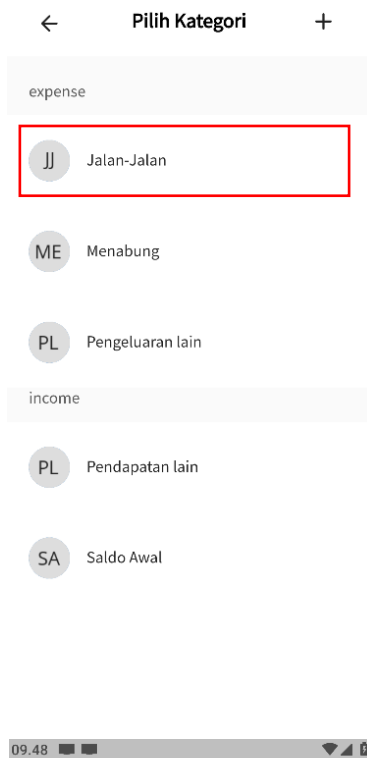 Pilih Kategori
expense
JJ Jalan-Jalan
ME Menabung
PL Pengeluaran lain
income
PL Pendapatan lain
SA Saldo Awal
09.48